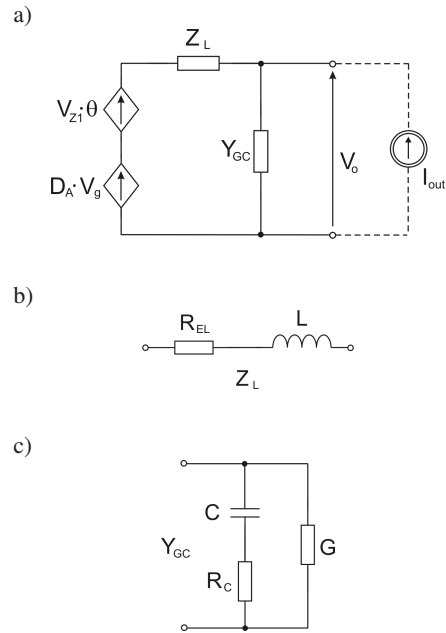 a)
Z L
V Z1·θ
Y GC
V o
I out
D A·V g
b)
R EL
L
Z L
c)
C
Y GC
G
R C